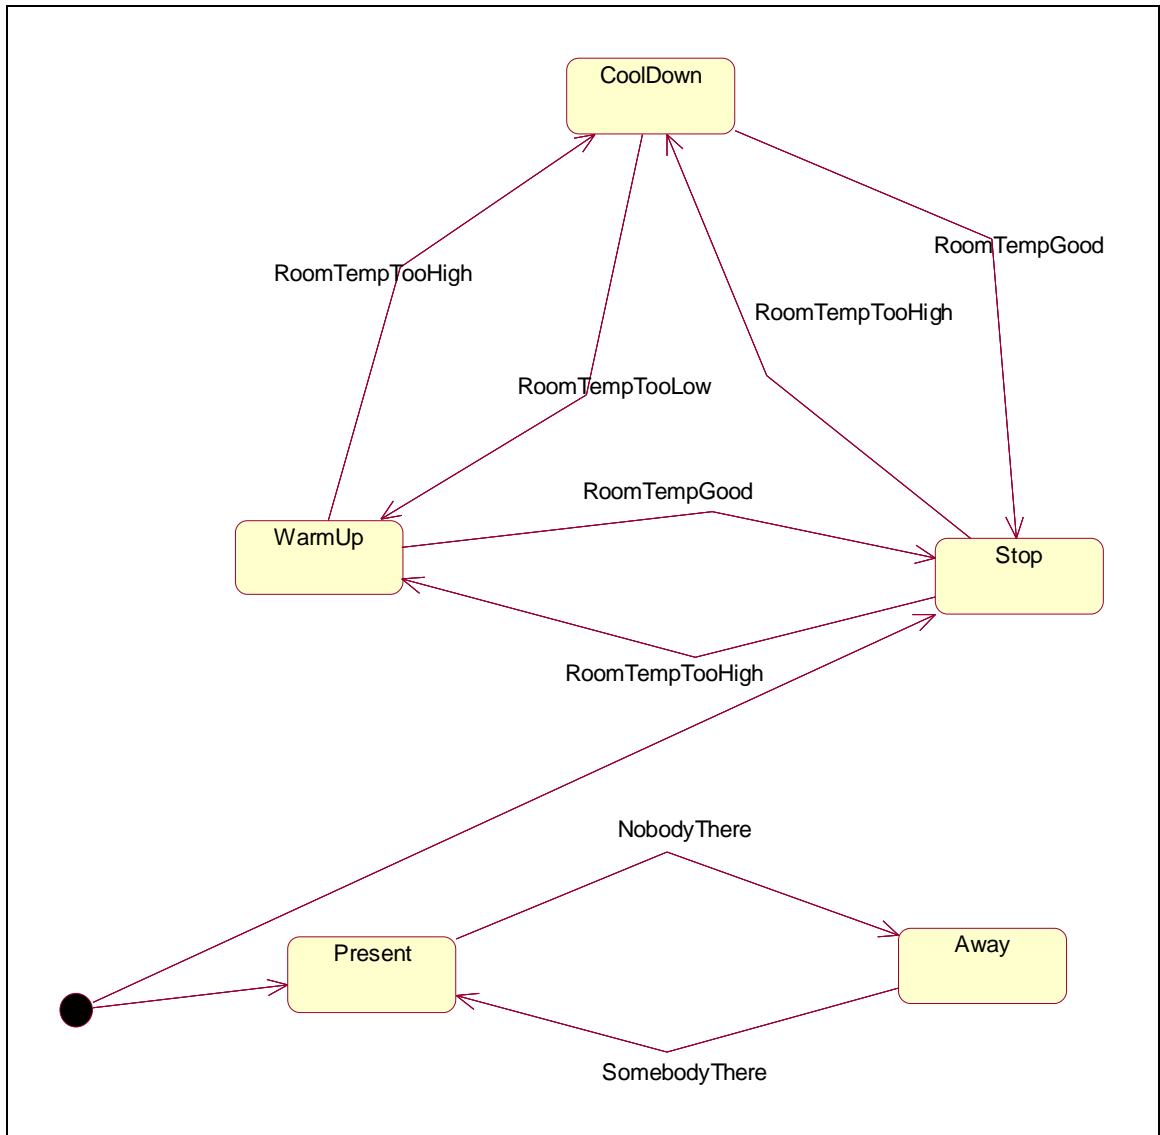 CoolDown
RoomTempGood
RoomTempTooHigh
RoomTempTooHigh
RoomTempTooLow
RoomTempGood
WarmUp
Stop
RoomTempTooHigh
NobodyThere
Present
Away
SomebodyThere